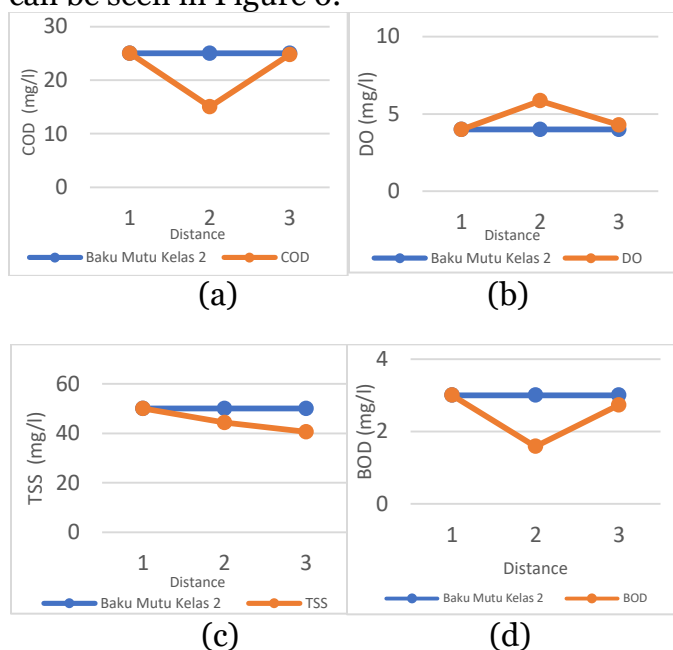 can be seen in Figure 6.
30
20
10
0
COD (mg/l)
1 2 3
Distance
Baku Mutu Kelas 2 COD
(a)
10
5
0
DO (mg/l)
1 2 3
Distance
Baku Mutu Kelas 2 DO
(b)
60
40
20
0
TSS (mg/l)
1 2 3
Distance
Baku Mutu Kelas 2 TSS
(c)
4
2
0
BOD (mg/l)
1 2 3
Distance
Baku Mutu Kelas 2 BOD
(d)